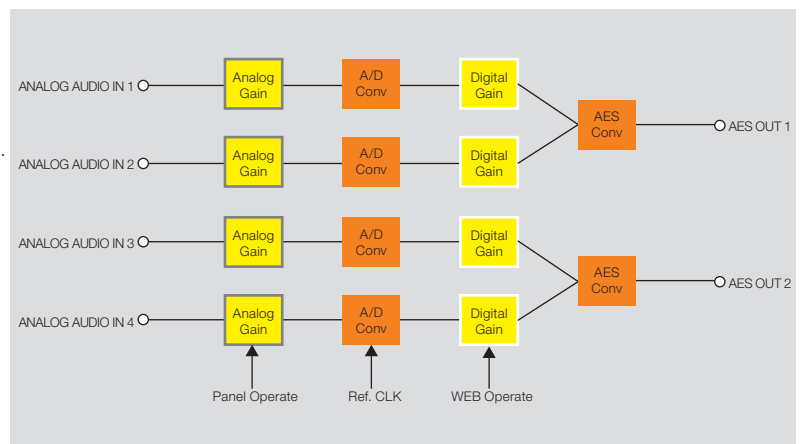 ANALOG AUDIO IN 1
Analog
Gain
A/D
Conv
Digital
Gain
AES
Conv
AES OUT 1
ANALOG AUDIO IN 2
Analog
Gain
A/D
Conv
Digital
Gain
ANALOG AUDIO IN 3
Analog
Gain
A/D
Conv
Digital
Gain
AES
Conv
AES OUT 2
ANALOG AUDIO IN 4
Analog
Gain
A/D
Conv
Digital
Gain
Panel Operate
Ref. CLK
WEB Operate